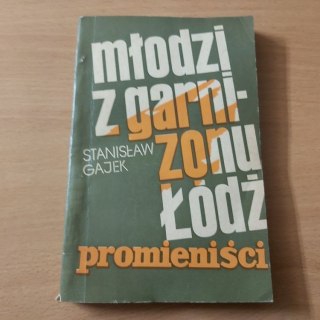 młodzi
z garni-
zonu
STANISŁAW
GAJEK
Łódź
promieniści